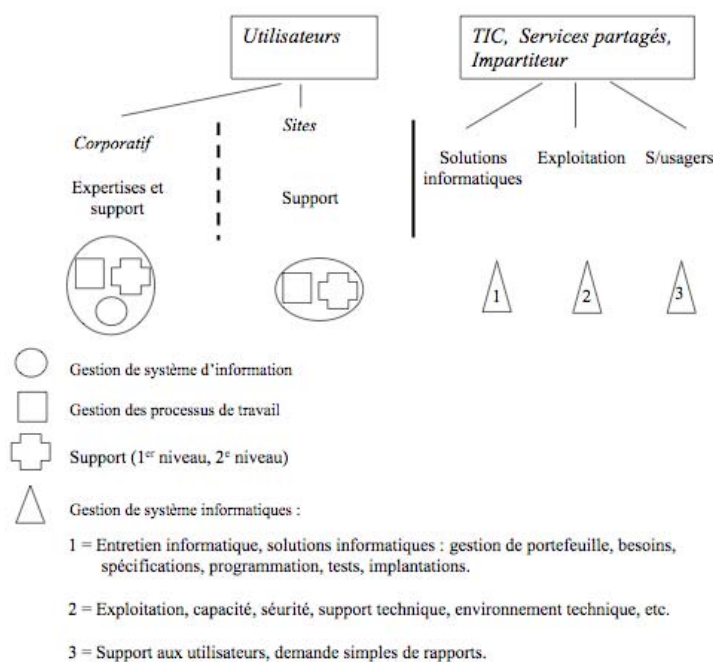 Utilisateurs
TIC, Services partagés,
Impartiteur
Corporatif
Sites
Expertises et
support
Support
Solutions
informatiques
Exploitation
S/usagers
1
2
3
Gestion de système d'information
Gestion des processus de travail
Support (1er niveau, 2e niveau)
Gestion de système informatiques :
1 = Entretien informatique, solutions informatiques : gestion de portefeuille, besoins,
spécifications, programmation, tests, implantations.
2 = Exploitation, capacité, séurité, support technique, environnement technique, etc.
3 = Support aux utilisateurs, demande simples de rapports.